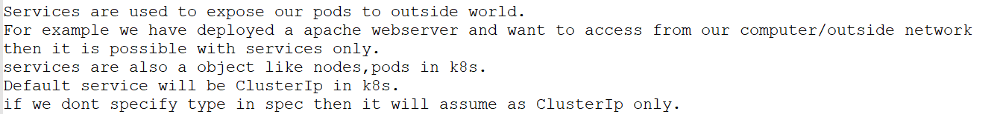 Services are used to expose our pods to outside world.
For example we have deployed a apache webserver and want to access from our computer/outside network
then it is possible with services only.
services are also a object like nodes,pods in k8s.
Default service will be ClusterIp in k8s.
if we dont specify type in spec then it will assume as ClusterIp only.